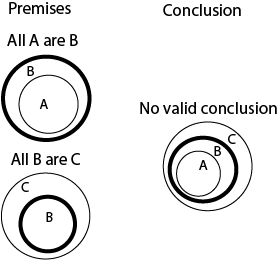 Premises
Conclusion
All A are B
B
A
No valid conclusion
C
B
A
All B are C
C
B